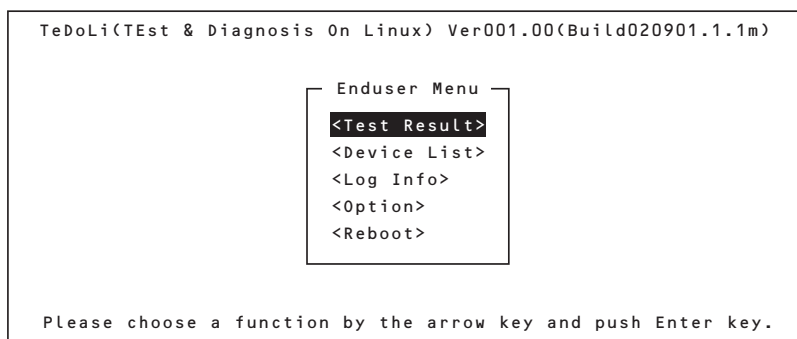 TeDoLi(TEst & Diagnosis On Linux) Ver001.00(Build020901.1.1m)
Enduser Menu
<Test Result>
<Device List>
<Log Info>
<Option>
<Reboot>
Please choose a function by the arrow key and push Enter key.